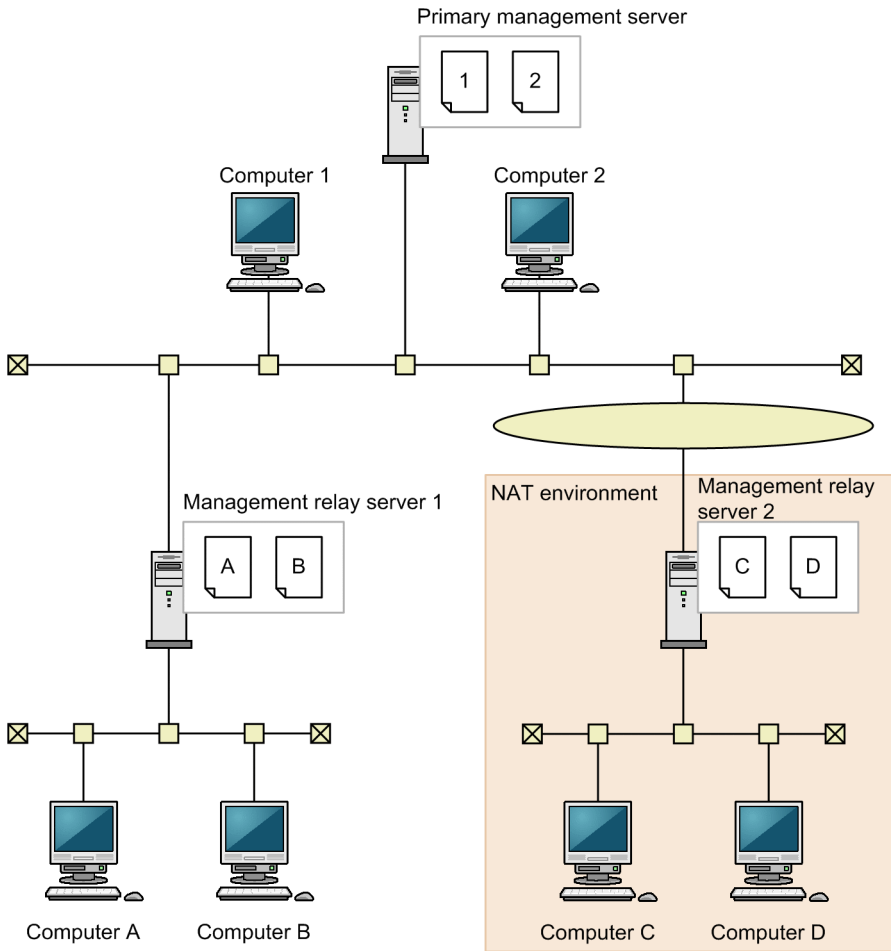 Primary management server
1
2
Computer 1
Computer 2
Management relay server 1
A
B
NAT environment
Management relay
server 2
C
D
Computer A
Computer B
Computer C
Computer D